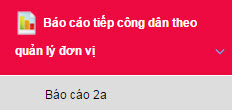 Báo cáo tiếp công dân theo
quản lý đơn vị
Báo cáo 2a